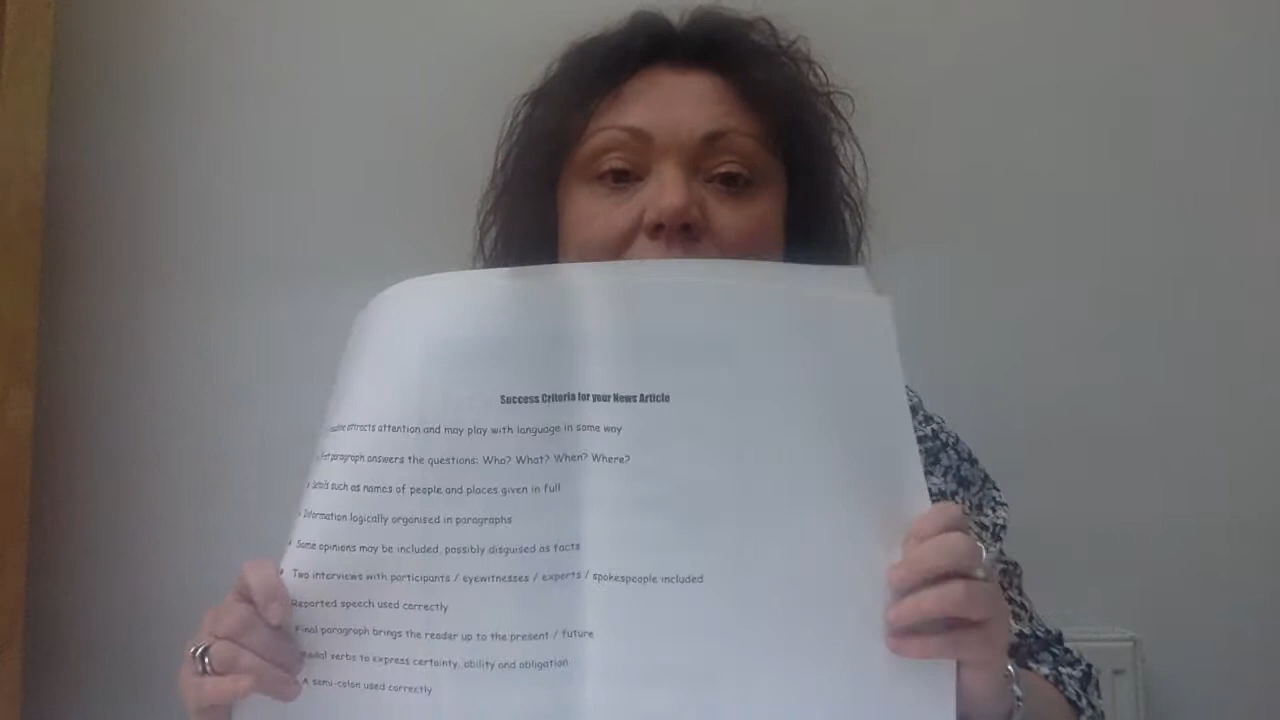 Success Criteria for your News Article
attracts attention and may play with language in some way
paragraph answers the questions: Who? What? When? Where?
such as names of people and places given in full
Information logically organised in paragraphs
Some opinions may be included, possibly disguised as facts
Two interviews with participants / eyewitnesses / experts / spokespeople included
Reported speech used correctly
Final paragraph brings the reader up to the present / future
verbs to express certainty, ability and obligation
A semi-colon used correctly